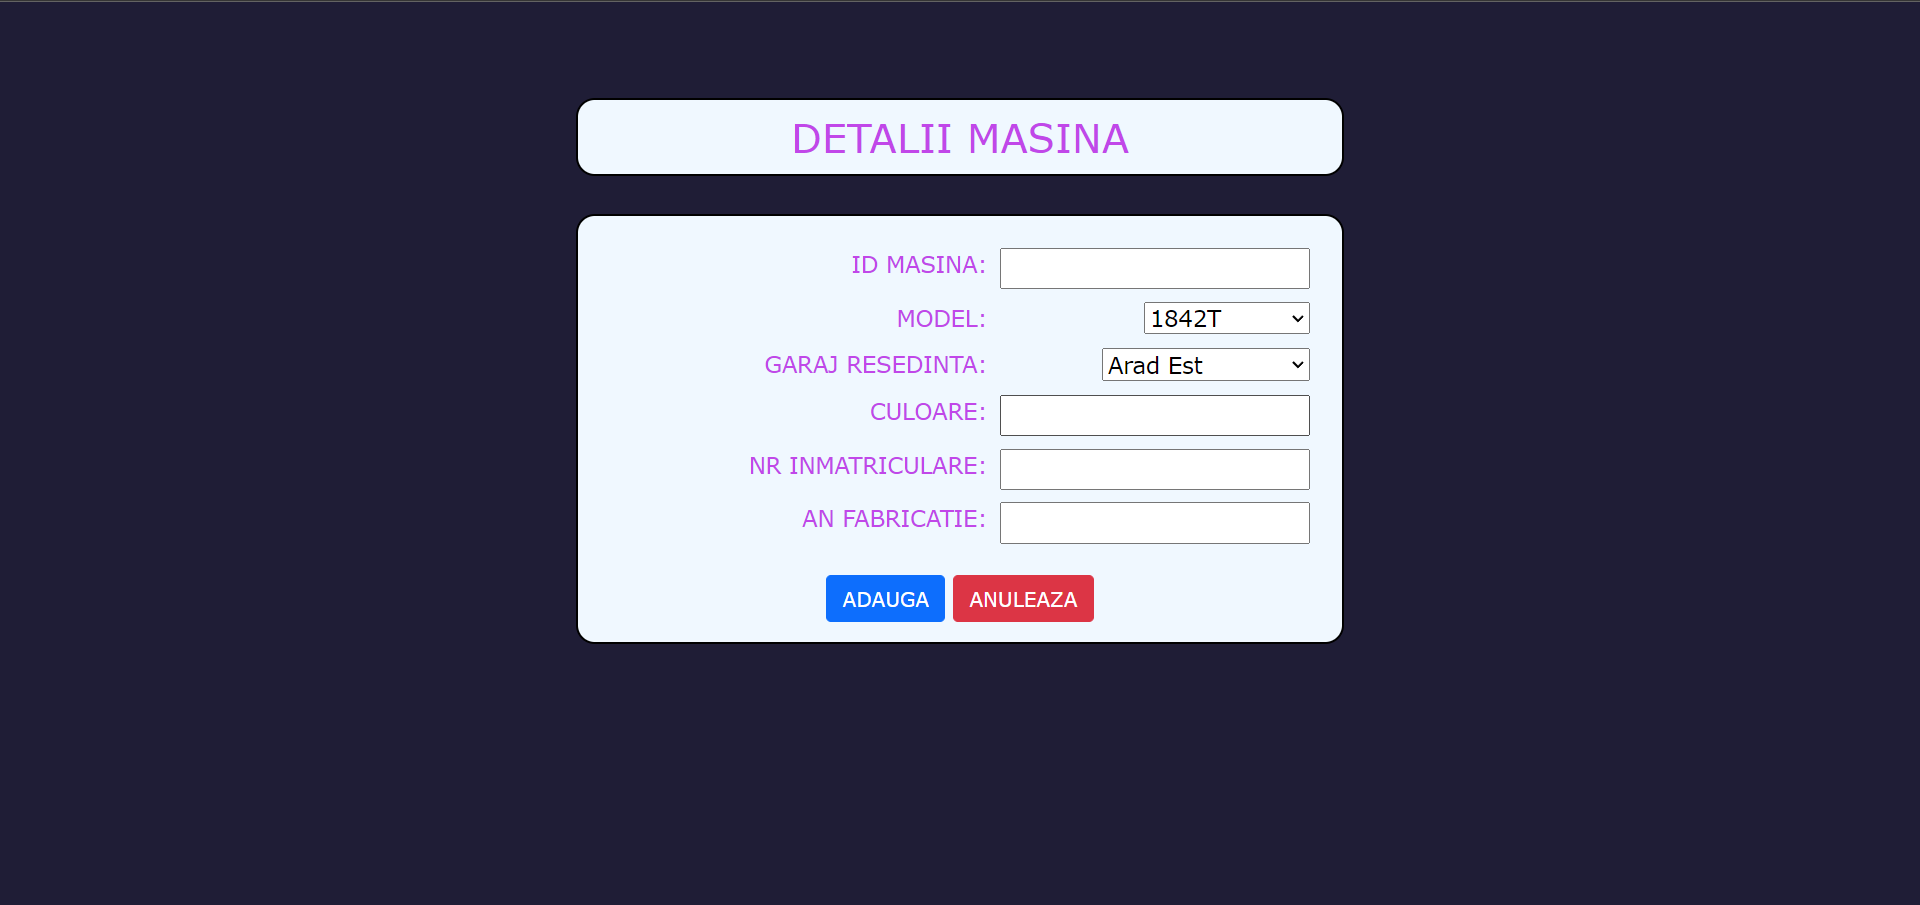 DETALII MASINA
ID MASINA:
MODEL: 1842T
GARAJ RESEDINTA: Arad Est
CULOARE:
NR INMATRICULARE:
AN FABRICATIE:
ADAUGA ANULEAZA